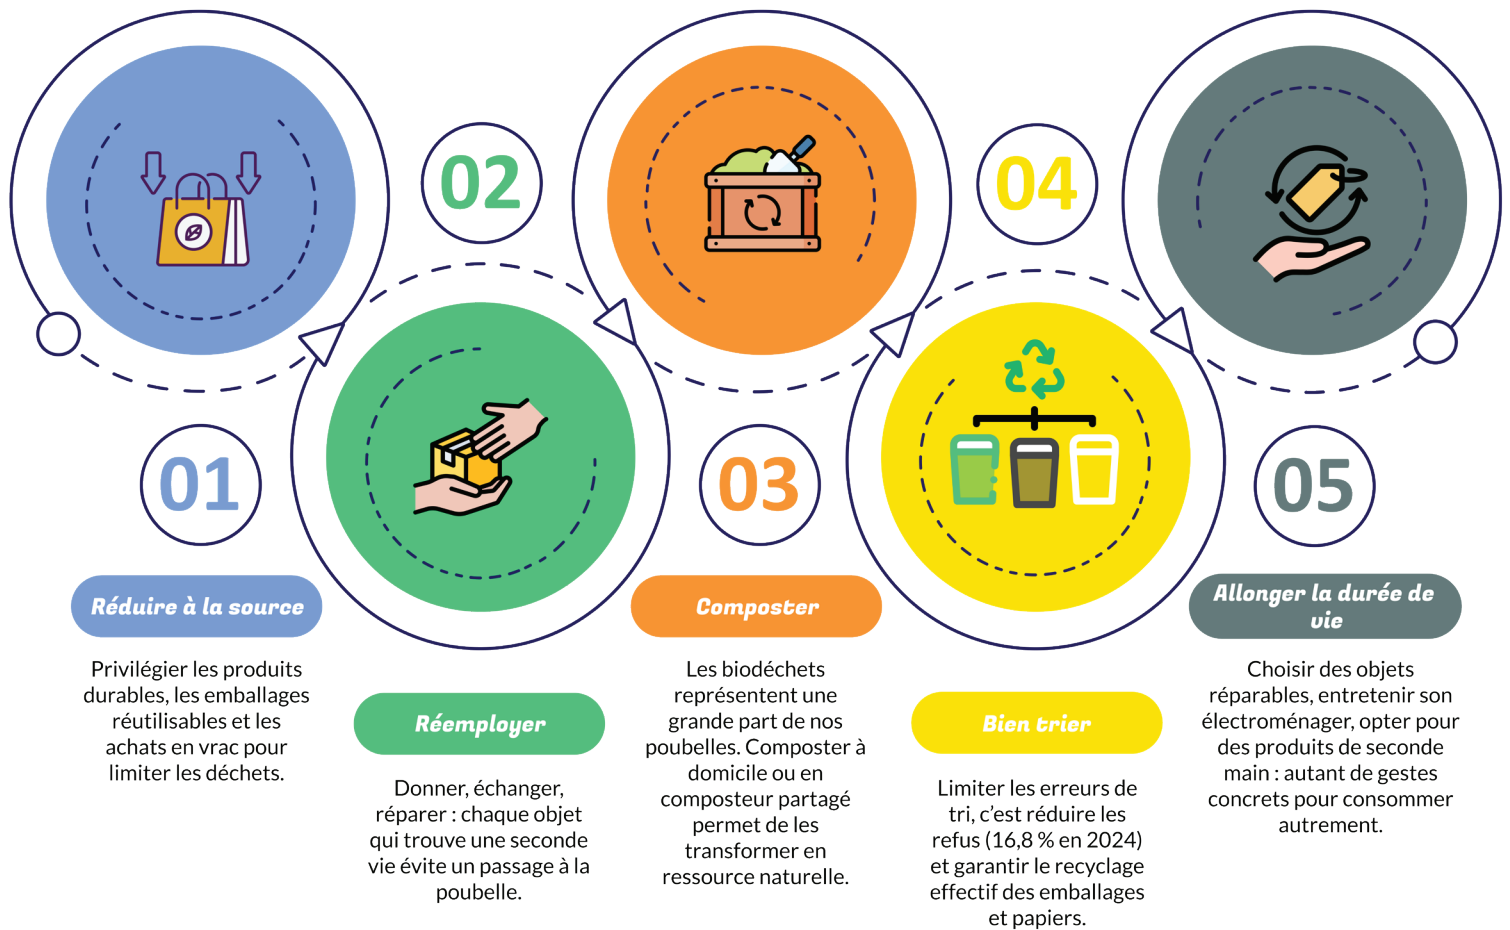 01
Réduire à la source
Privilégier les produits
durables, les emballages
réutilisables et les
achats en vrac pour
limiter les déchets.
02
Réemployer
Donner, échanger,
réparer : chaque objet
qui trouve une seconde
vie évite un passage à la
poubelle.
03
Composter
Les biodéchets
représentent une
grande part de nos
poubelles. Composter à
domicile ou en
composteur partagé
permet de les
transformer en
ressource naturelle.
04
Bien trier
Limiter les erreurs de
tri, c’est réduire les
refus (16,8 % en 2024)
et garantir le recyclage
effectif des emballages
et papiers.
05
Allonger la durée de
vie
Choisir des objets
réparables, entretenir son
électroménager, opter pour
des produits de seconde
main : autant de gestes
concrets pour consommer
autrement.